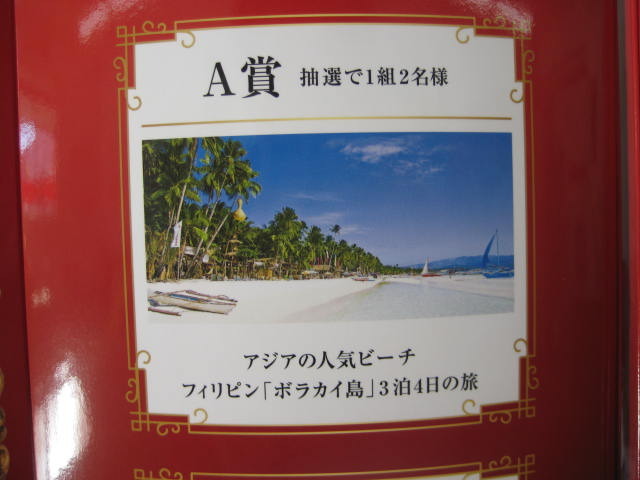 A賞 抽選で1組2名様
アジアの人気ビーチ
フィリピン「ボラカイ島」3泊4日の旅